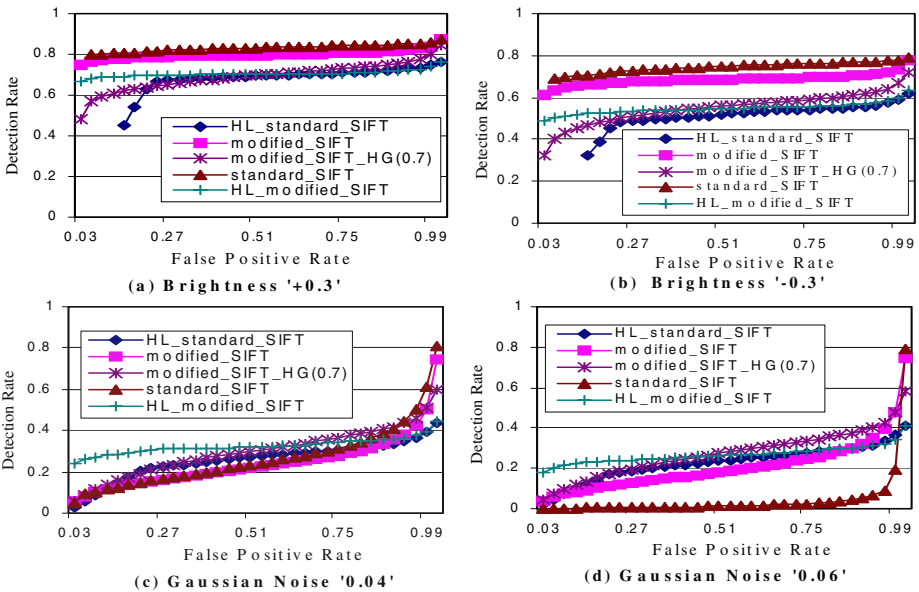 1
0.8
0.6
0.4
0.2
0
Detection Rate
HL_standard_SIFT
modified_SIFT
modified_SIFT_HG(0.7)
standard_SIFT
HL_modified_SIFT
0.03 0.27 0.51 0.75 0.99
False Positive Rate
(a) Brightness '+0.3'
1
0.8
0.6
0.4
0.2
0
Detection Rate
HL_standard_SIFT
modified_SIFT
modified_SIFT_HG(0.7)
standard_SIFT
HL_modified_SIFT
0.03 0.27 0.51 0.75 0.99
False Positive Rate
(b) Brightness '-0.3'
1
0.8
0.6
0.4
0.2
0
Detection Rate
HL_standard_SIFT
modified_SIFT
modified_SIFT_HG(0.7)
standard_SIFT
HL_modified_SIFT
0.03 0.27 0.51 0.75 0.99
False Positive Rate
(c) Gaussian Noise '0.04'
1
0.8
0.6
0.4
0.2
0
Detection Rate
HL_standard_SIFT
modified_SIFT
modified_SIFT_HG(0.7)
standard_SIFT
HL_modified_SIFT
0.03 0.27 0.51 0.75 0.99
False Positive Rate
(d) Gaussian Noise '0.06'